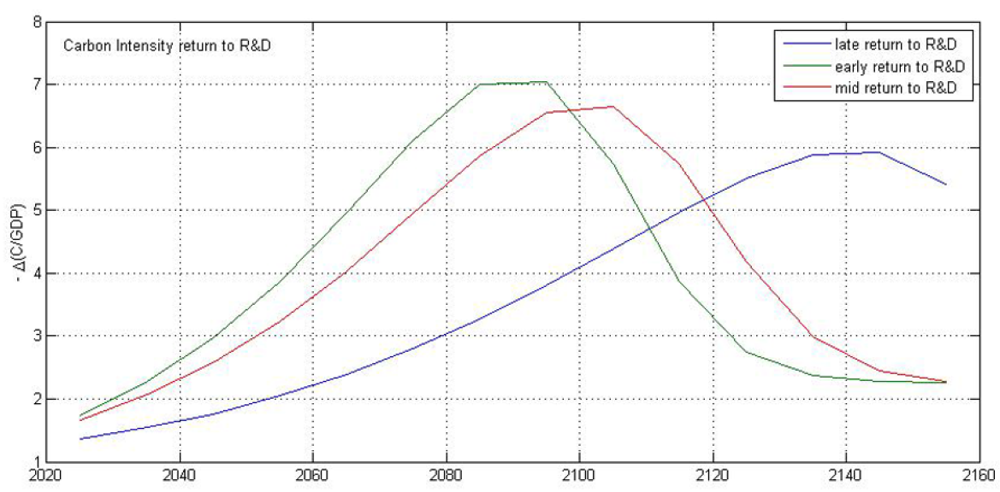 Carbon Intensity return to R&D
late return to R&D
early return to R&D
mid return to R&D
- Δ(C/GDP)
8
7
6
5
4
3
2
1
2020 2040 2060 2080 2100 2120 2140 2160